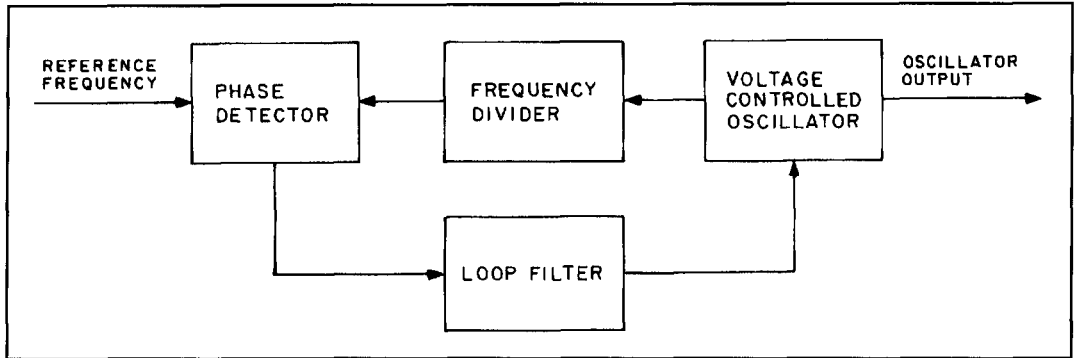 REFERENCE
FREQUENCY
PHASE
DETECTOR
FREQUENCY
DIVIDER
VOLTAGE
CONTROLLED
OSCILLATOR
OSCILLATOR
OUTPUT
LOOP FILTER